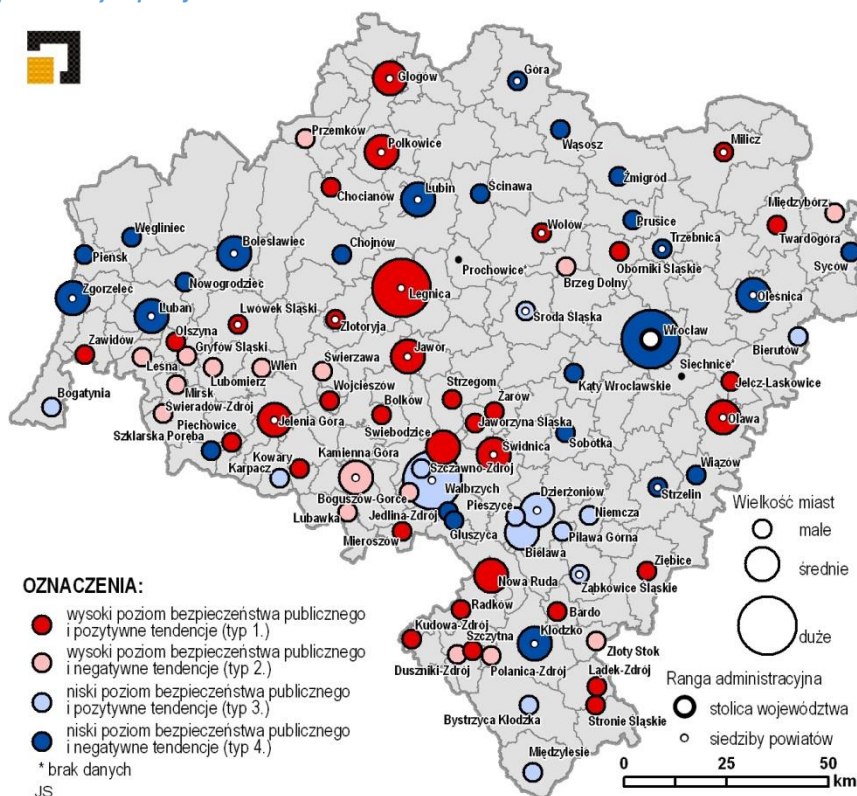 Głogów
Góra
Przemków
Polkowice
Wąsosz
Milicz
Chocianów
Lubin
Ścinawa
Żmigród
Międzybórz
Węgliniec
Bolesławiec
Chojnów
Wołów
Prusice
Twardogóra
Pieńsk
Prochowice*
Trzebnica
Oborniki Śląskie
Syców
Nowogrodziec
Brzeg Dolny
Zgorzelec
Legnica
Oleśnica
Lubań
Lwówek Śląski
Złotoryja
Środa Śląska
Wrocław
Olszyna
Zawidów
Gryfów Śląski
Jawor
Bierutów
Leśna
Lubomierz
Wleń
Świerzawa
Siechnice*
Mirsk
Wojcieszów
Strzegom
Kąty Wrocławskie
Jelcz-Laskowice
Bogatynia
Świeradów-Zdrój
Bolków
Żarów
Piechowice
Jelenia Góra
Świebodzice
Jaworzyna Śląska
Oława
Szklarska Poręba
Sobótka
Kowary
Kamienna Góra
Świdnica
Karpacz
Szczawno-Zdrój
Wiązów
Wałbrzych
Boguszów-Gorce
Dzierżoniów
Strzelin
Lubawka
Jedlina-Zdrój
Pieszyce
Niemcza
Mieroszów
Głuszyca
Piława Górna
Bielawa
Ziębice
Nowa Ruda
Ząbkowice Śląskie
Radków
Bardo
Kudowa-Zdrój
Szczytna
Kłodzko
Złoty Stok
Duszniki-Zdrój
Polanica-Zdrój
Lądek-Zdrój
Bystrzyca Kłodzka
Stronie Śląskie
Międzylesie
Wielkość miast
małe
średnie
duże
Ranga administracyjna
stolica województwa
siedziby powiatów
0 25 50
km
OZNACZENIA:
wysoki poziom bezpieczeństwa publicznego
i pozytywne tendencje (typ 1.)
wysoki poziom bezpieczeństwa publicznego
i negatywne tendencje (typ 2.)
niski poziom bezpieczeństwa publicznego
i pozytywne tendencje (typ 3.)
niski poziom bezpieczeństwa publicznego
i negatywne tendencje (typ 4.)
* brak danych
JS